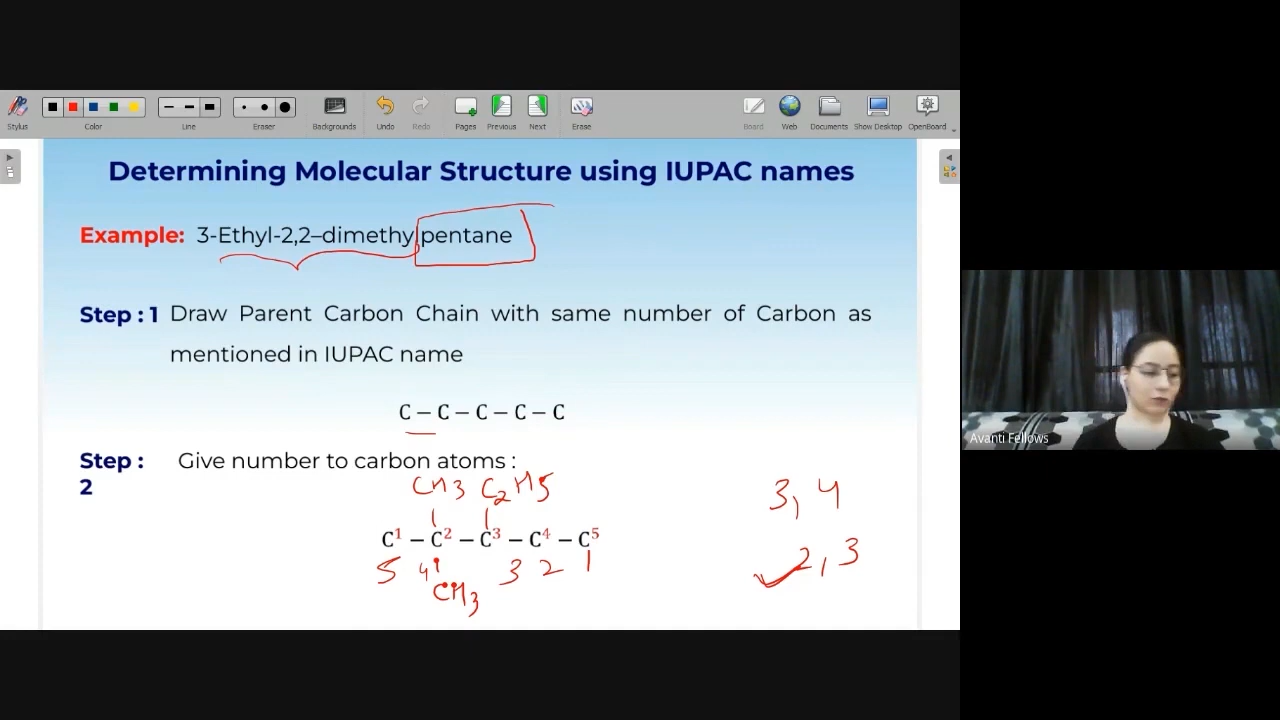 Stylus Color Line Eraser Backgrounds Undo Redo Pages Previous Next Erase Board Web Documents Show Desktop OpenBoard
Determining Molecular Structure using IUPAC names
Example: 3-Ethyl-2,2–dimethylpentane
Step : 1 Draw Parent Carbon Chain with same number of Carbon as
mentioned in IUPAC name
C – C – C – C – C
Step : Give number to carbon atoms :
2
CH3 C2H5
3, 4
C¹ – C² – C³ – C⁴ – C⁵
2, 3
5 4 3 2 1
CH3
Avanti Fellows